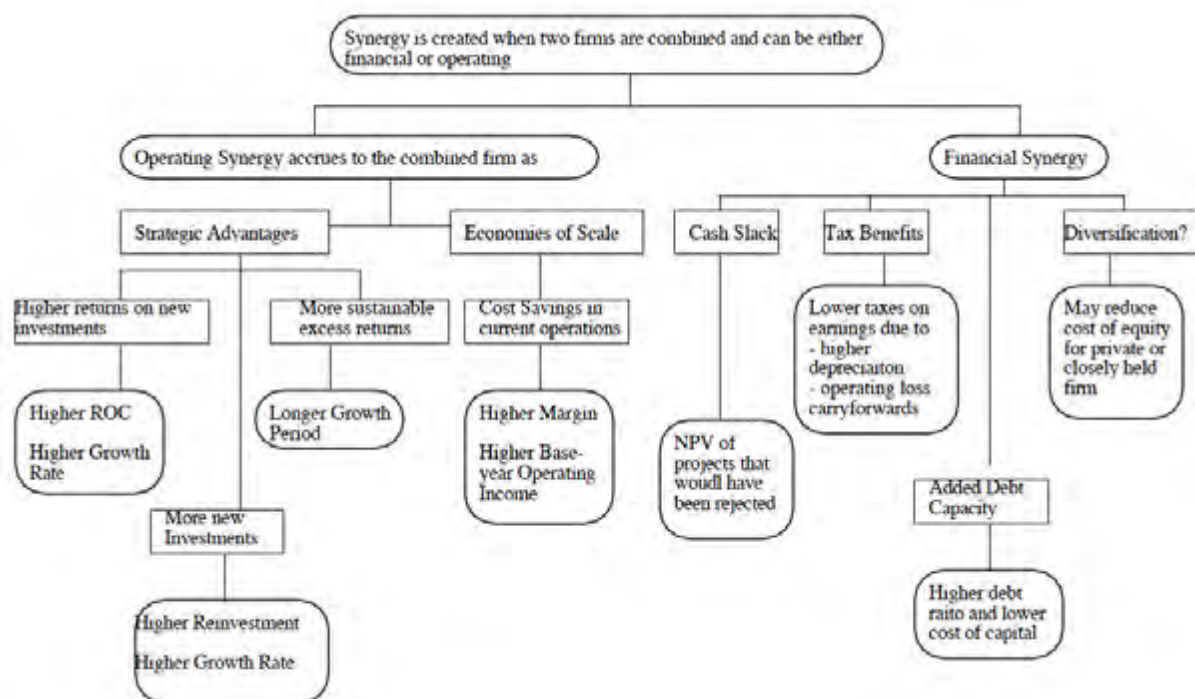 Synergy is created when two firms are combined and can be either
financial or operating
Operating Synergy accrues to the combined firm as
Financial Synergy
Strategic Advantages
Economies of Scale
Cash Slack
Tax Benefits
Diversification?
Higher returns on new
investments
More sustainable
excess returns
Cost Savings in
current operations
Lower taxes on
earnings due to
- higher
depreciaiton
- operating loss
carryforwards
May reduce
cost of equity
for private or
closely held
firm
Higher ROC
Higher Growth
Rate
Longer Growth
Period
Higher Margin
Higher Base-
year Operating
Income
NPV of
projects that
woudl have
been rejected
Added Debt
Capacity
More new
Investments
Higher debt
raito and lower
cost of capital
Higher Reinvestment
Higher Growth Rate